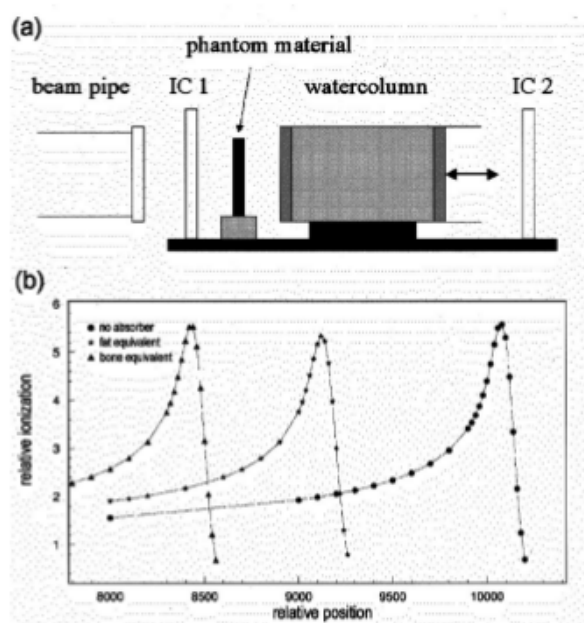 (a)
phantom material
beam pipe IC 1 watercolumn IC 2
(b)
6
5
4
3
2
1
no absorber
fat equivalent
bone equivalent
relative ionization
8000 8500 9000 9500 10000
relative position